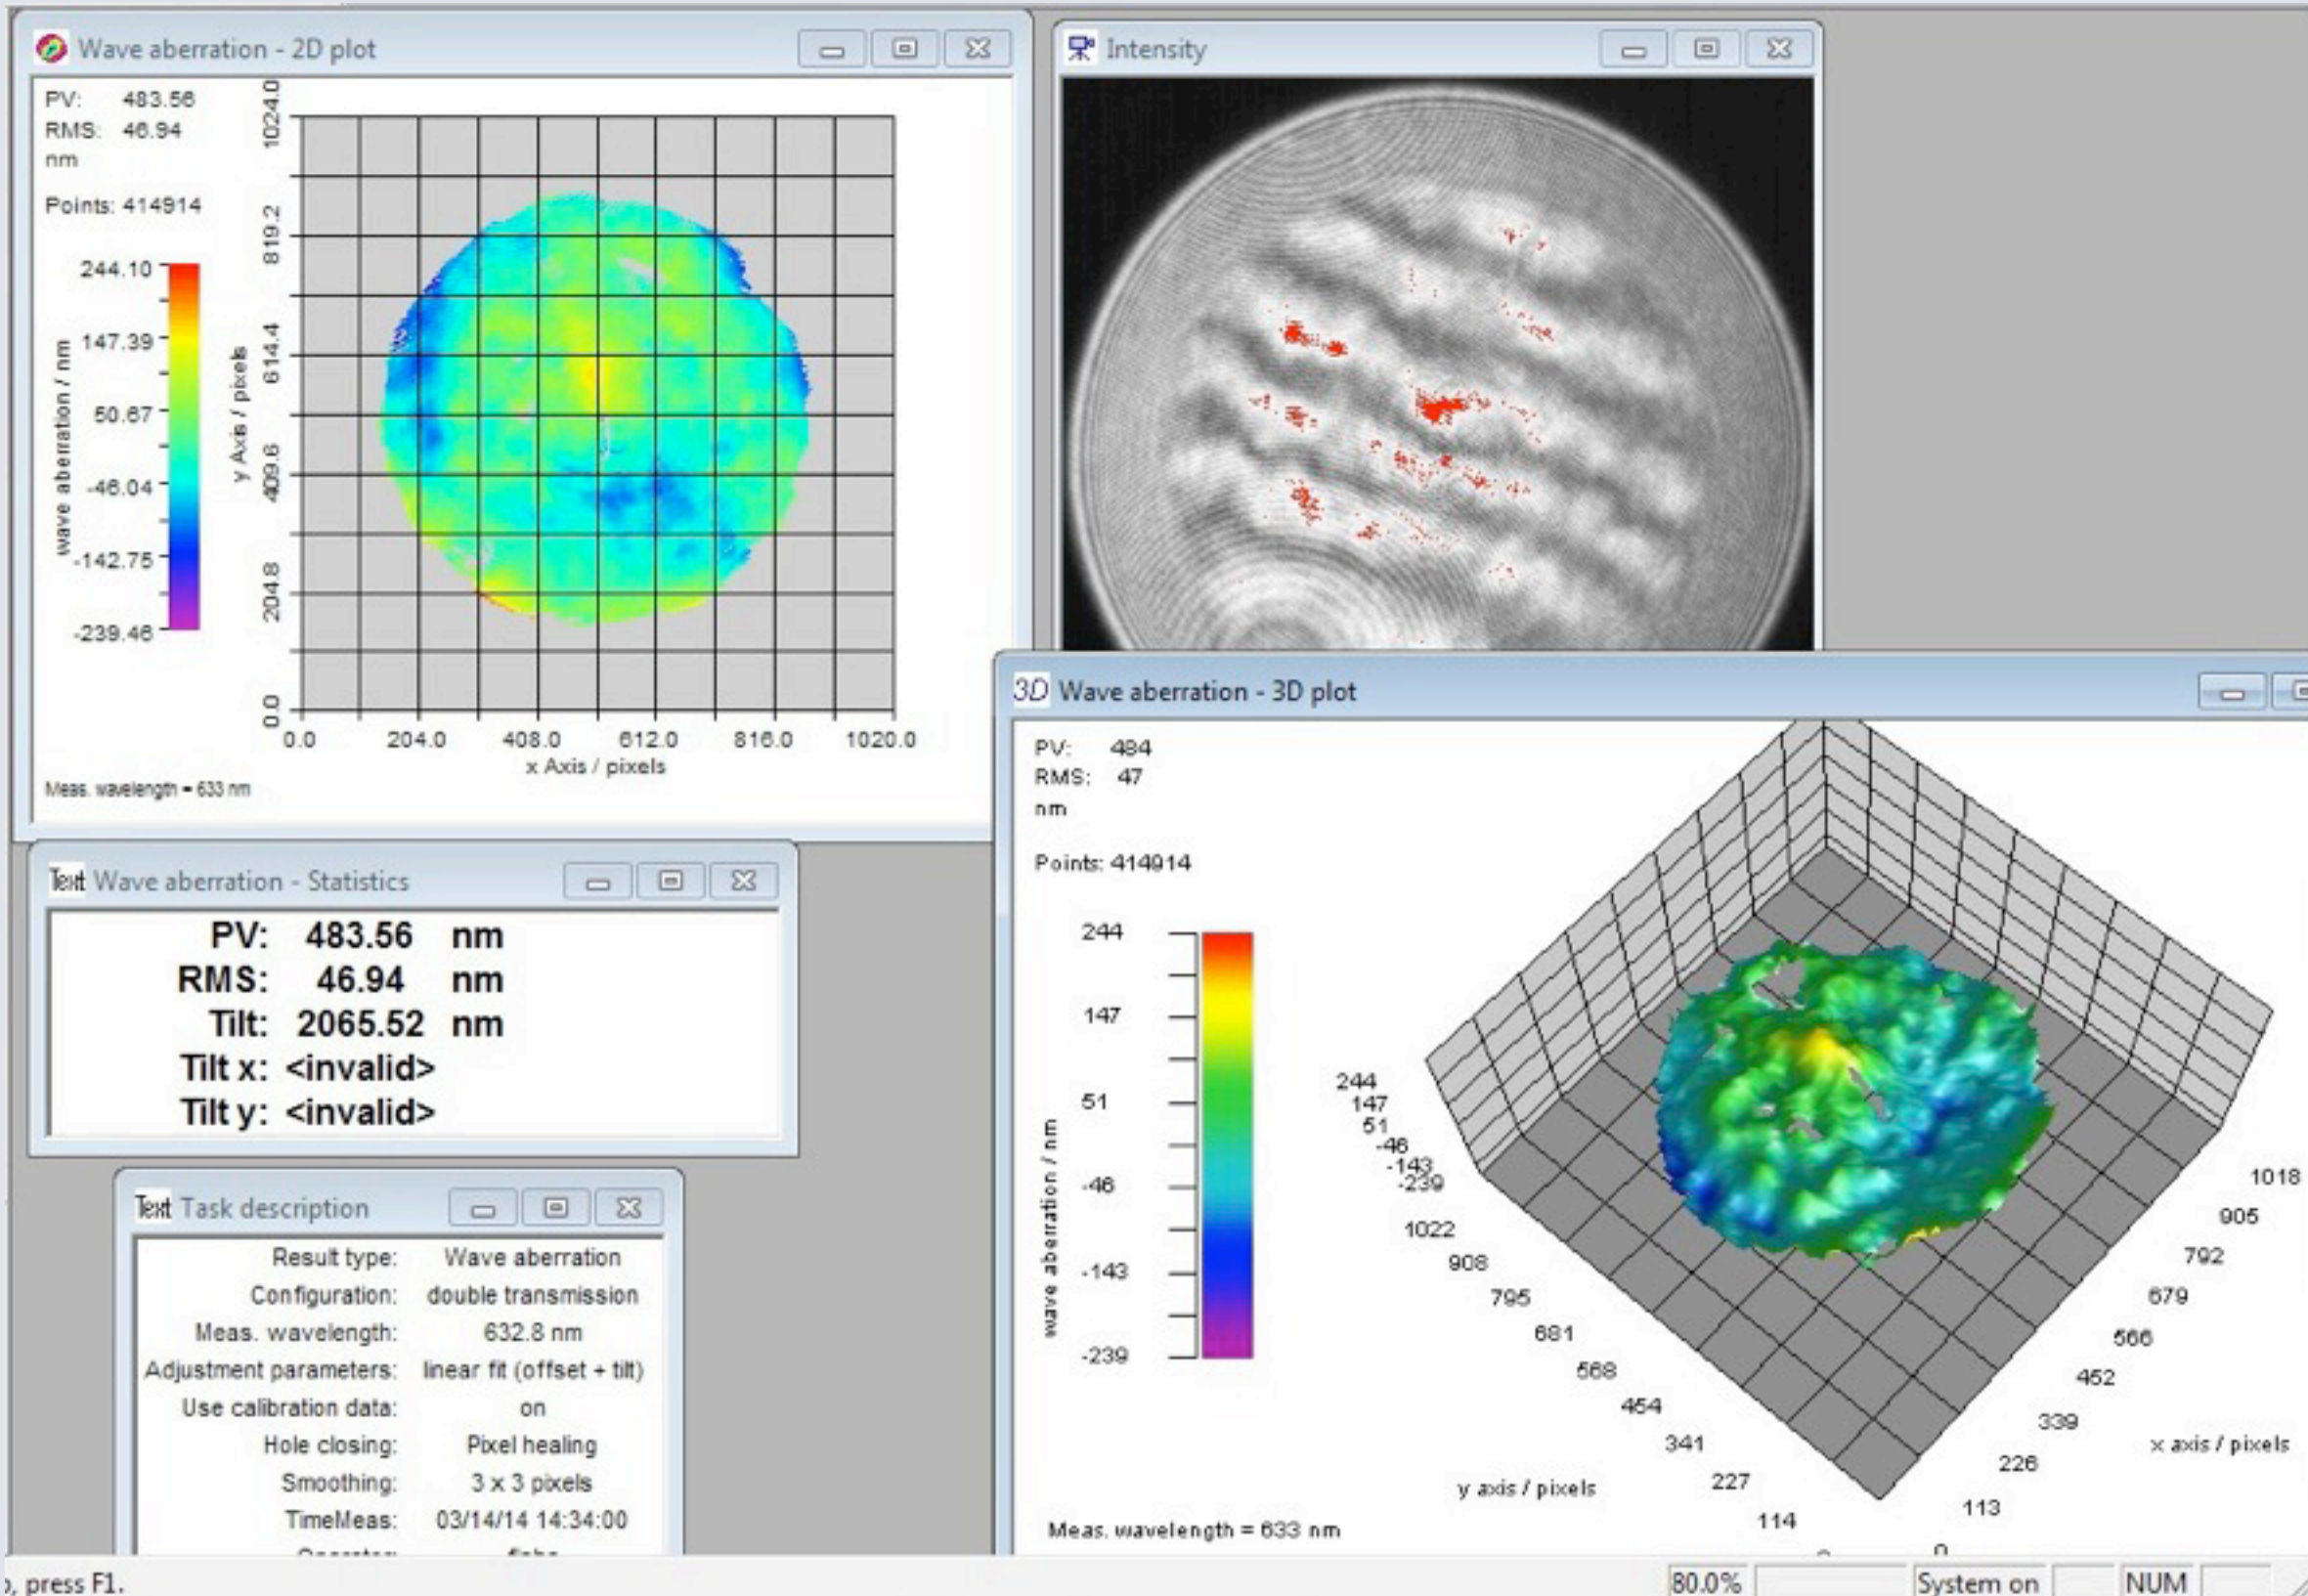 Wave aberration - 2D plot
PV: 483.56
RMS: 46.94
nm
Points: 414914
244.10
147.39
50.67
-46.04
-142.75
-239.46
wave aberration / nm
1024.0
819.2
614.4
409.6
204.8
0.0
y Axis / pixels
0.0 204.0 408.0 612.0 816.0 1020.0
x Axis / pixels
Meas. wavelength = 633 nm
Intensity
Text Wave aberration - Statistics
PV: 483.56 nm
RMS: 46.94 nm
Tilt: 2065.52 nm
Tilt x: <invalid>
Tilt y: <invalid>
Text Task description
Result type: Wave aberration
Configuration: double transmission
Meas. wavelength: 632.8 nm
Adjustment parameters: linear fit (offset + tilt)
Use calibration data: on
Hole closing: Pixel healing
Smoothing: 3 x 3 pixels
TimeMeas: 03/14/14 14:34:00
3D Wave aberration - 3D plot
PV: 484
RMS: 47
nm
Points: 414914
244
147
51
-46
-143
-239
wave aberration / nm
244
147
51
-46
-143
-239
1022
908
795
681
568
454
341
227
114
y axis / pixels
1018
905
792
679
566
452
339
226
113
0
x axis / pixels
Meas. wavelength = 633 nm
, press F1.
80.0% System on NUM